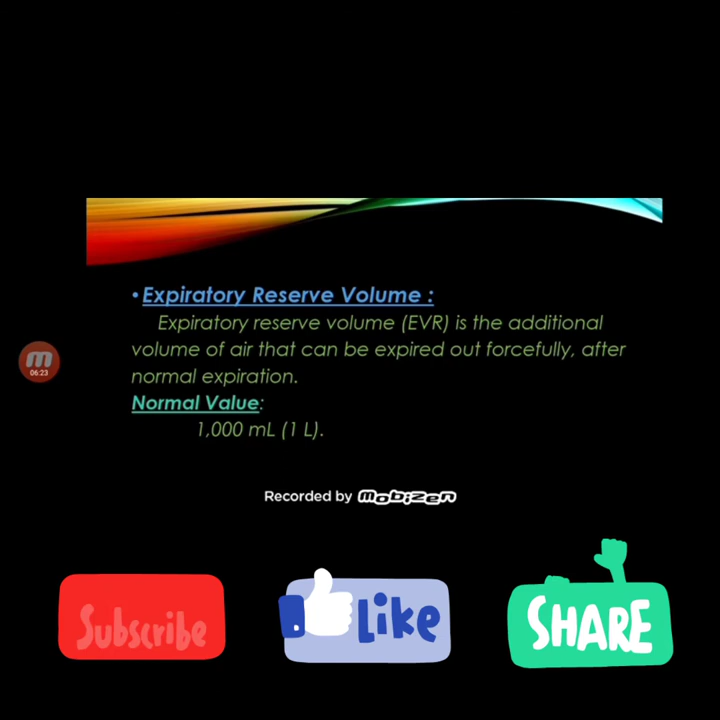 • Expiratory Reserve Volume :
Expiratory reserve volume (EVR) is the additional
volume of air that can be expired out forcefully, after
normal expiration.
Normal Value:
1,000 mL (1 L).
06:23
Recorded by Mobizen
Subscribe
Like
SHARE